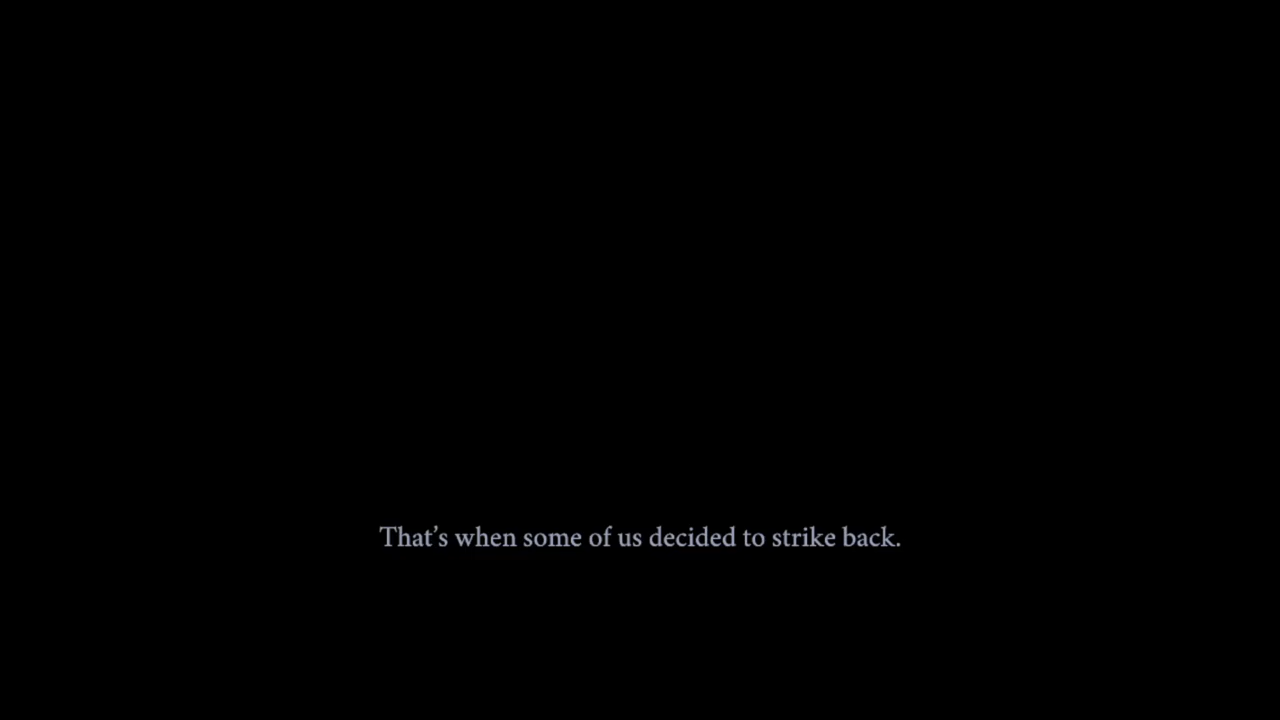 That’s when some of us decided to strike back.